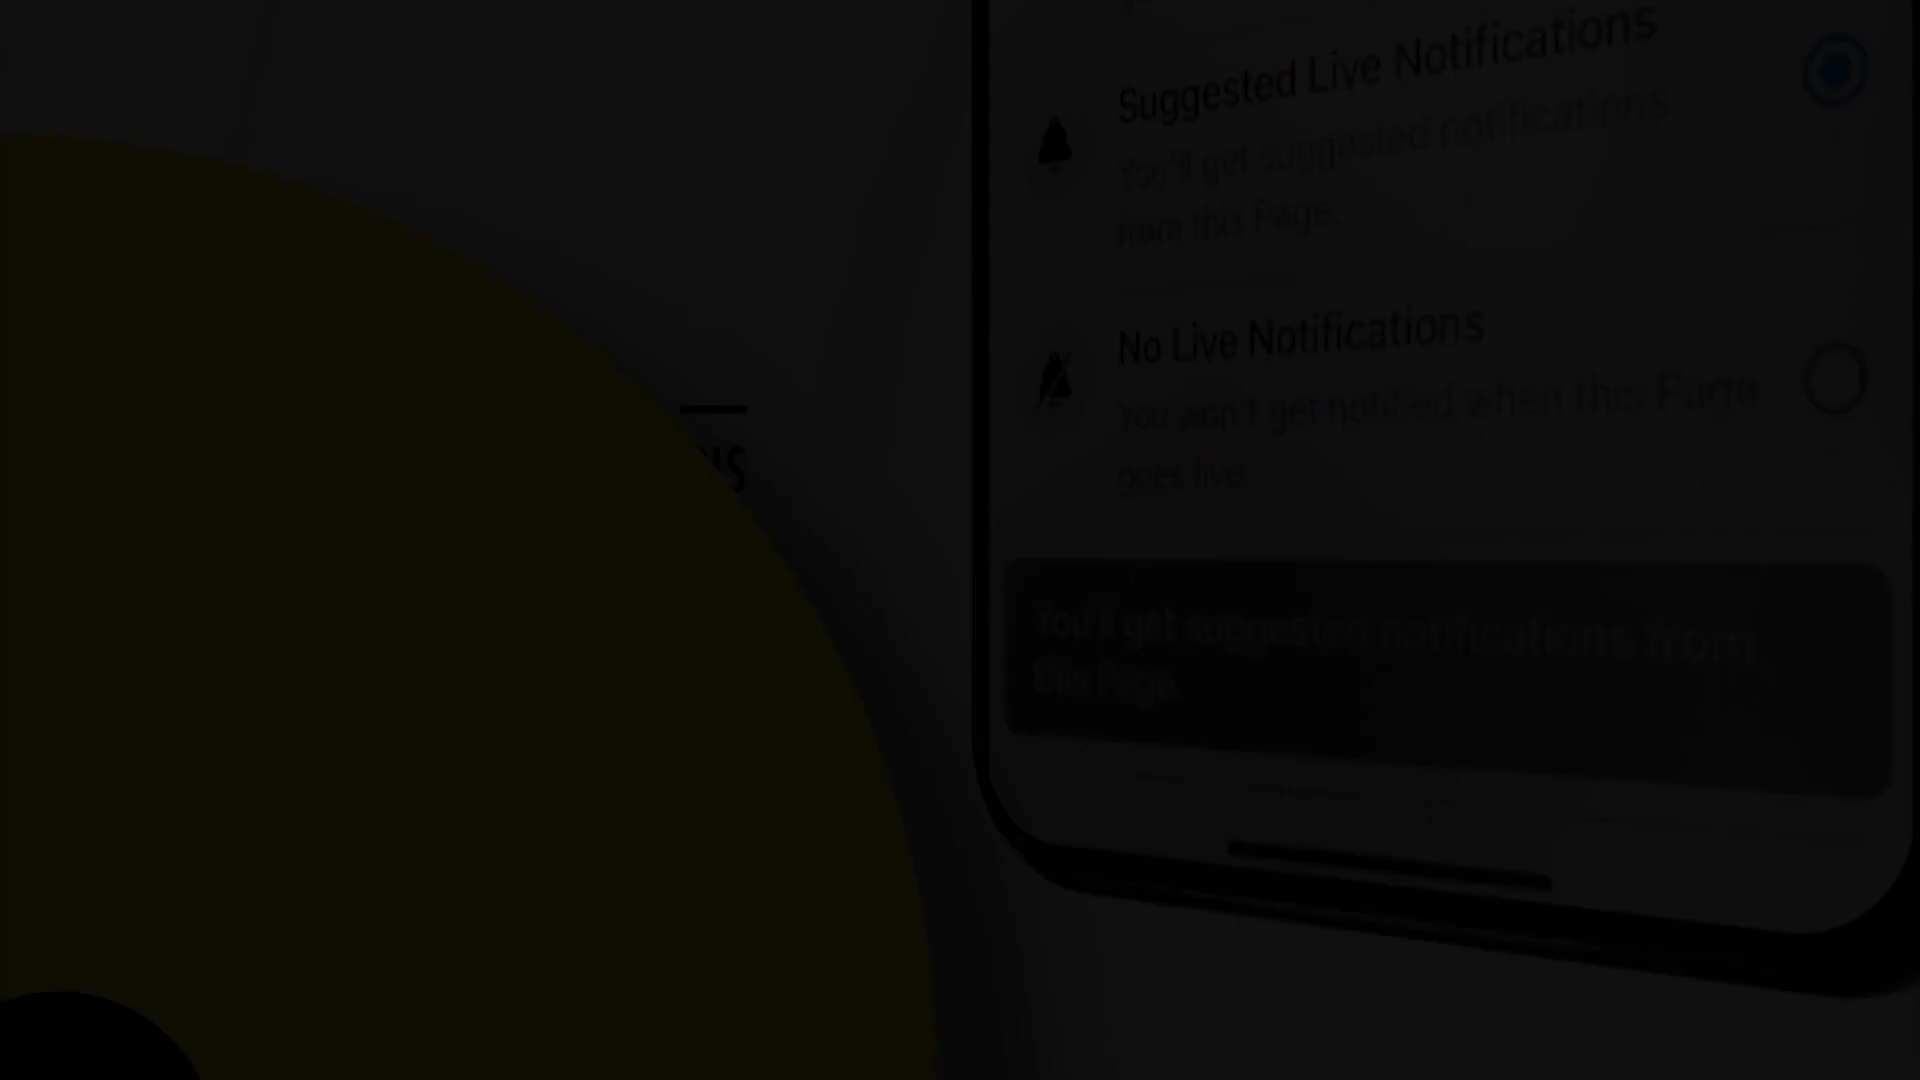 Suggested Live Notifications
You'll get suggested notifications
from this Page.
No Live Notifications
You won't get notified when this Page
goes live.
You'll get suggested notifications from
this Page.
NS